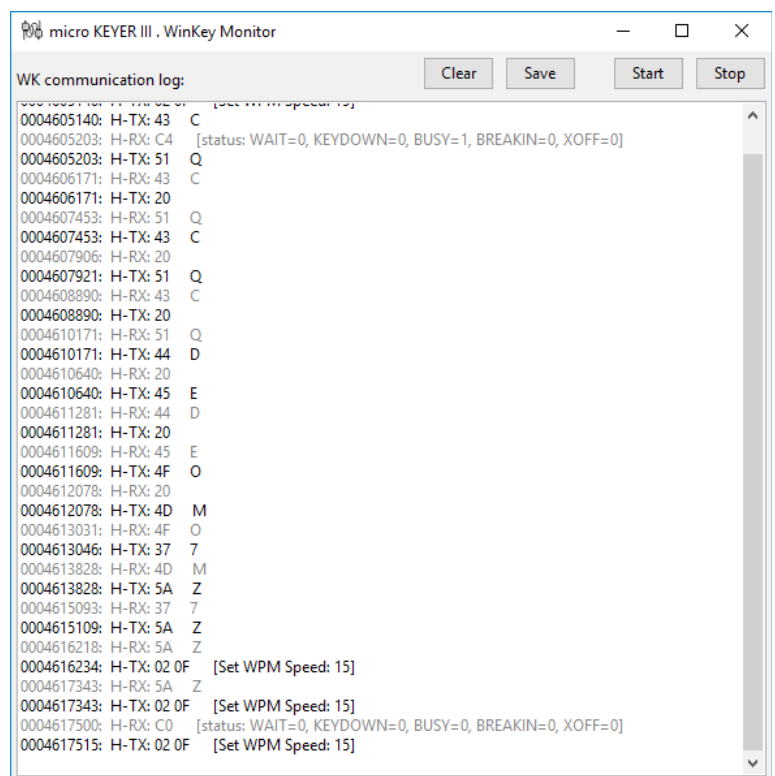 micro KEYER III . WinKey Monitor
WK communication log: Clear Save Start Stop
[Set WPM Speed: 15]
0004605140: H-TX: 43 C
0004605203: H-RX: C4 [status: WAIT=0, KEYDOWN=0, BUSY=1, BREAKIN=0, XOFF=0]
0004605203: H-TX: 51 Q
0004606171: H-RX: 43 C
0004606171: H-TX: 20
0004607453: H-RX: 51 Q
0004607453: H-TX: 43 C
0004607906: H-RX: 20
0004607921: H-TX: 51 Q
0004608890: H-RX: 43 C
0004608890: H-TX: 20
0004610171: H-RX: 51 Q
0004610171: H-TX: 44 D
0004610640: H-RX: 20
0004610640: H-TX: 45 E
0004611281: H-RX: 44 D
0004611281: H-TX: 20
0004611609: H-RX: 45 E
0004611609: H-TX: 4F O
0004612078: H-RX: 20
0004612078: H-TX: 4D M
0004613031: H-RX: 4F O
0004613046: H-TX: 37 7
0004613828: H-RX: 4D M
0004613828: H-TX: 5A Z
0004615093: H-RX: 37 7
0004615109: H-TX: 5A Z
0004616218: H-RX: 5A Z
0004616234: H-TX: 02 0F [Set WPM Speed: 15]
0004617343: H-RX: 5A Z
0004617343: H-TX: 02 0F [Set WPM Speed: 15]
0004617500: H-RX: C0 [status: WAIT=0, KEYDOWN=0, BUSY=0, BREAKIN=0, XOFF=0]
0004617515: H-TX: 02 0F [Set WPM Speed: 15]